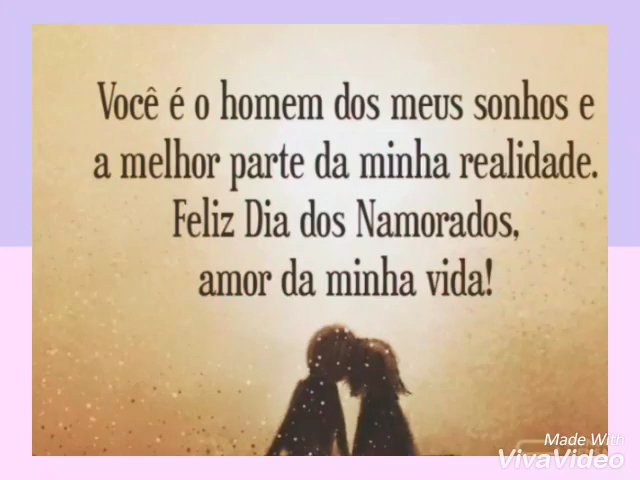 Você é o homem dos meus sonhos e
a melhor parte da minha realidade.
Feliz Dia dos Namorados,
amor da minha vida!
Made With
VivaVideo